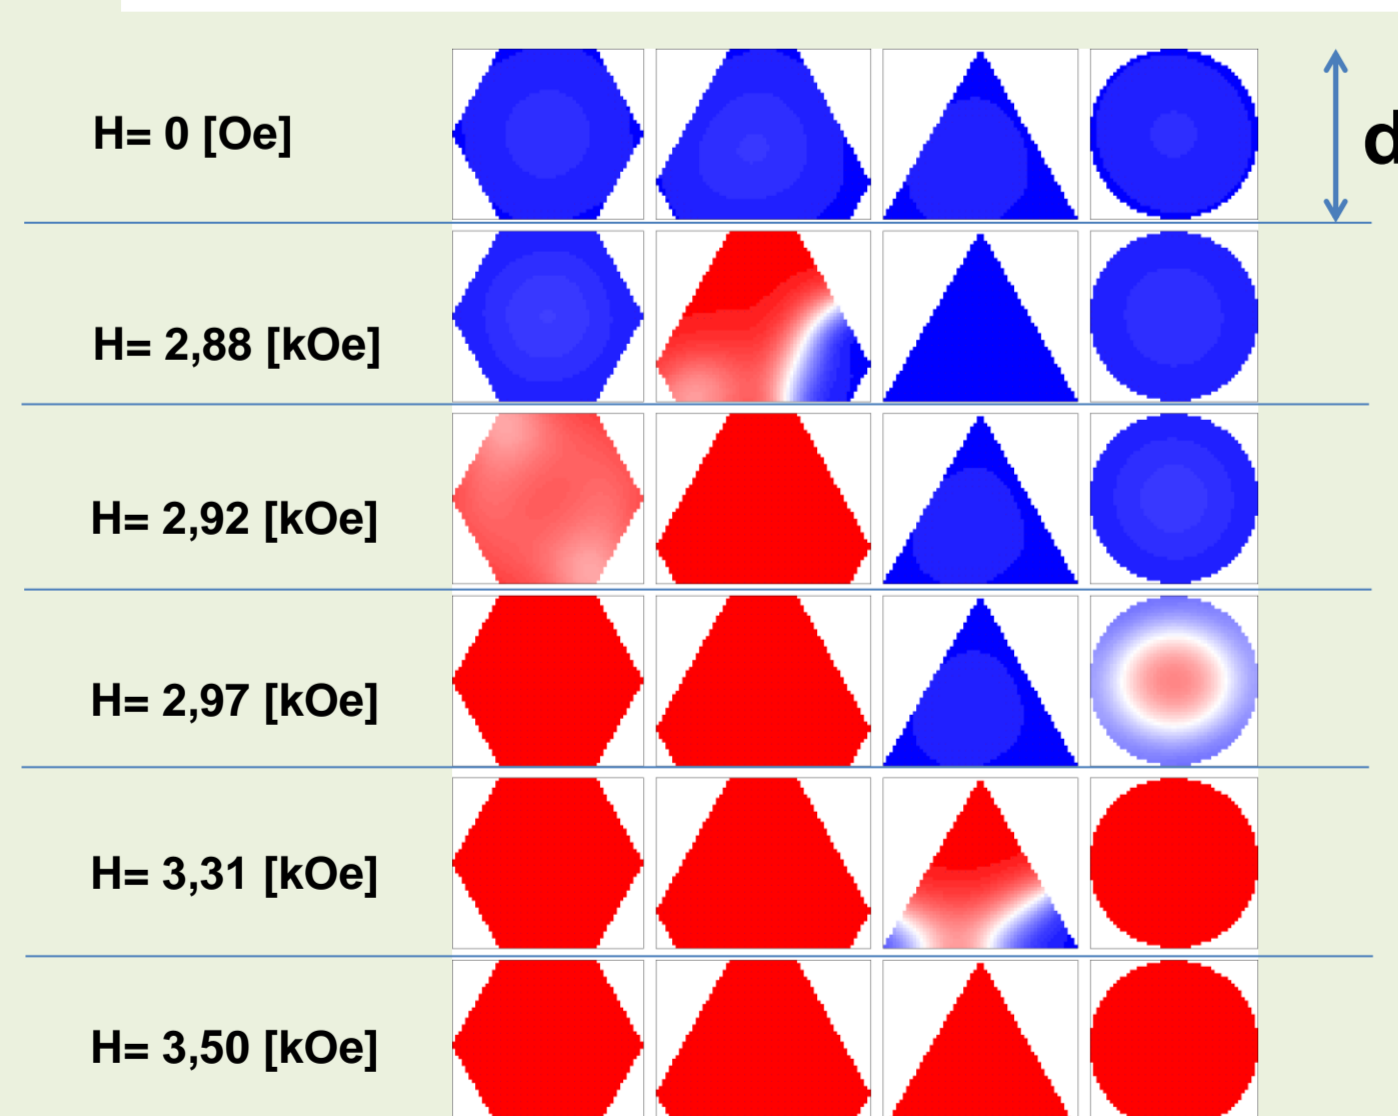 H= 0 [Oe]
d
H= 2,88 [kOe]
H= 2,92 [kOe]
H= 2,97 [kOe]
H= 3,31 [kOe]
H= 3,50 [kOe]